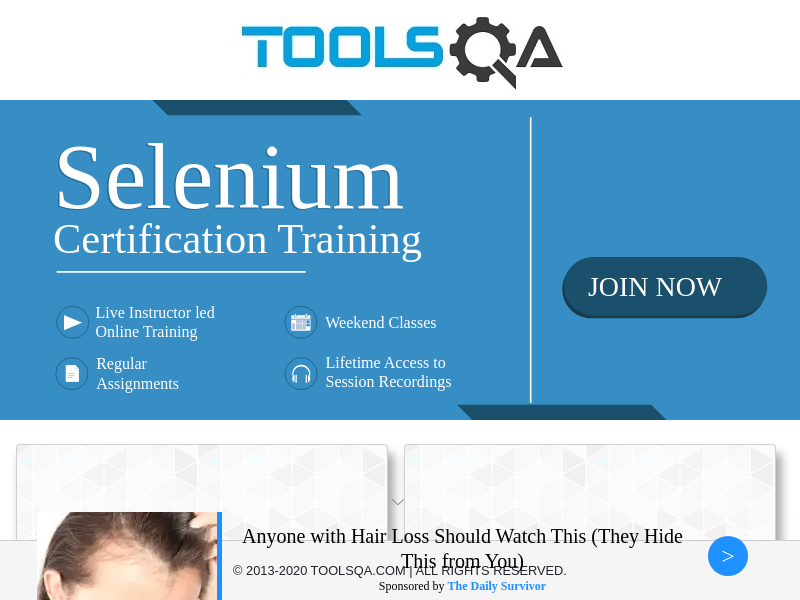 TOOLSQA
Selenium
Certification Training
JOIN NOW
Live Instructor led
Online Training
Weekend Classes
Regular
Assignments
Lifetime Access to
Session Recordings
Anyone with Hair Loss Should Watch This (They Hide
This from You)
© 2013-2020 TOOLSQA.COM | ALL RIGHTS RESERVED.
Sponsored by The Daily Survivor
>